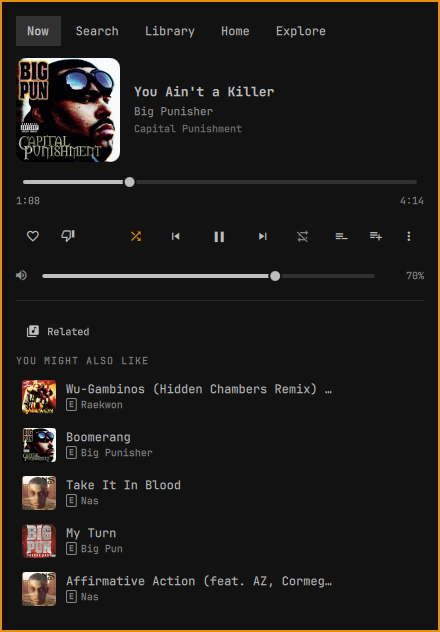 Now Search Library Home Explore
BIG
PUN
CAPITAL
PUNISHMENT
You Ain't a Killer
Big Punisher
Capital Punishment
1:08 4:14
70%
Related
YOU MIGHT ALSO LIKE
Wu-Gambinos (Hidden Chambers Remix) …
E Raekwon
Boomerang
E Big Punisher
Take It In Blood
E Nas
BIG
PUN
My Turn
E Big Pun
Affirmative Action (feat. AZ, Cormeg…
E Nas